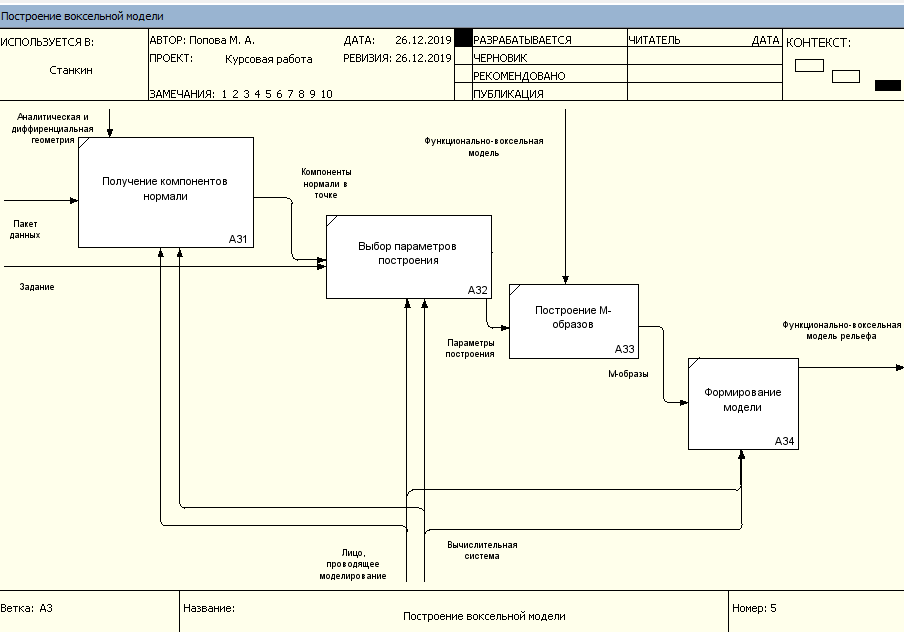 Построение воксельной модели
ИСПОЛЬЗУЕТСЯ В:
Станкин
АВТОР: Попова М. А.
ДАТА: 26.12.2019
ПРОЕКТ: Курсовая работа
РЕВИЗИЯ: 26.12.2019
ЗАМЕЧАНИЯ: 1 2 3 4 5 6 7 8 9 10
РАЗРАБАТЫВАЕТСЯ
ЧЕРНОВИК
РЕКОМЕНДОВАНО
ПУБЛИКАЦИЯ
ЧИТАТЕЛЬ
ДАТА
КОНТЕКСТ:
Аналитическая и
диффиренциальная
геометрия
Получение компонентов
нормали
A31
Пакет
данных
Задание
Компоненты
нормали в
точке
Выбор параметров
построения
A32
Функционально-воксельная
модель
Параметры
построения
Построение М-
образов
A33
М-образы
Функционально-воксельная
модель рельефа
Формирование
модели
A34
Лицо,
проводящее
моделирование
Вычислительная
система
Ветка: A3
Название:
Построение воксельной модели
Номер: 5